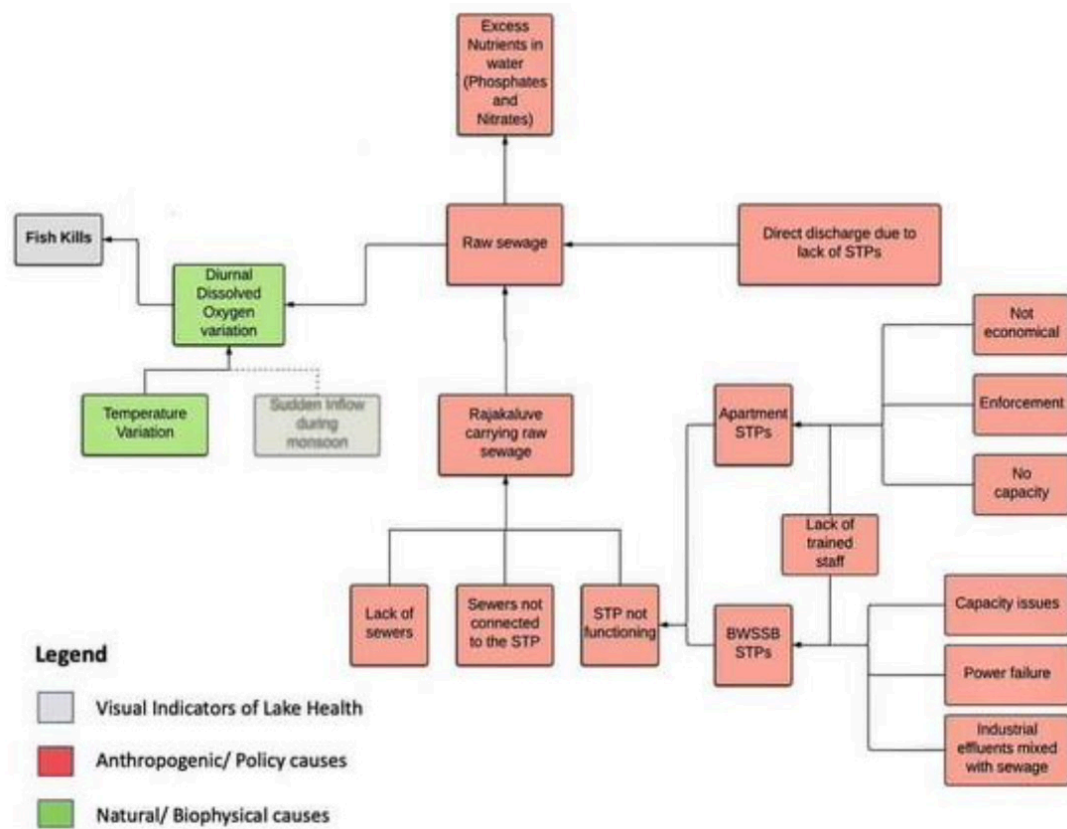 Excess
Nutrients in
water
(Phosphates
and
Nitrates)
Fish Kills
Raw sewage
Direct discharge due to
lack of STPs
Diurnal
Dissolved
Oxygen
variation
Not
economical
Temperature
Variation
Sudden Inflow
during
monsoon
Rajakaluve
carrying raw
sewage
Apartment
STPs
Enforcement
No
capacity
Lack of
trained
staff
Lack of
sewers
Sewers not
connected
to the STP
STP not
functioning
BWSSB
STPs
Capacity issues
Power failure
Industrial
effluents mixed
with sewage
Legend
Visual Indicators of Lake Health
Anthropogenic/ Policy causes
Natural/ Biophysical causes